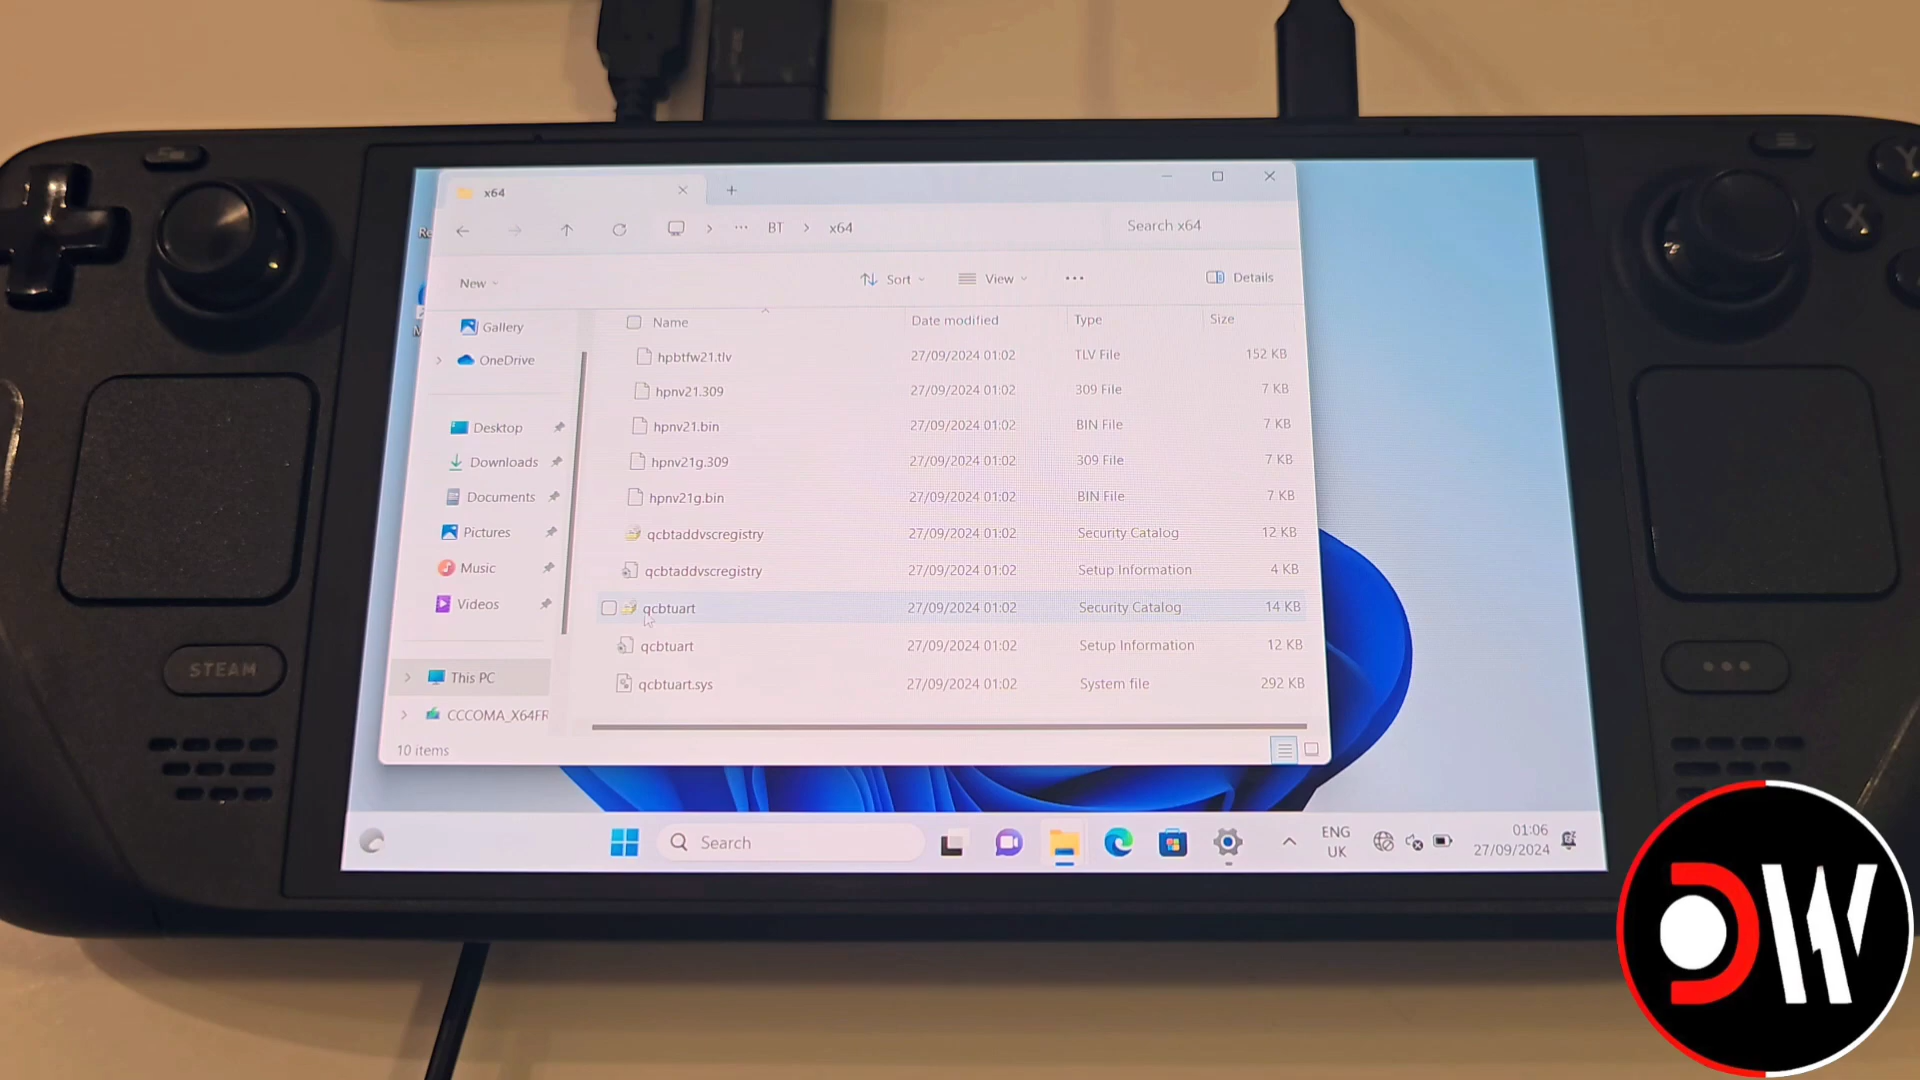 x64
BT
x64
Search x64
New
Sort
View
Details
Name
Date modified
Type
Size
Gallery
OneDrive
Desktop
Downloads
Documents
Pictures
Music
Videos
This PC
CCCOMA_X64FR
hpbtfw21.tlv 27/09/2024 01:02 TLV File 152 KB
hpnv21.309 27/09/2024 01:02 309 File 7 KB
hpnv21.bin 27/09/2024 01:02 BIN File 7 KB
hpnv21g.309 27/09/2024 01:02 309 File 7 KB
hpnv21g.bin 27/09/2024 01:02 BIN File 7 KB
qcbtaddvscregistry 27/09/2024 01:02 Security Catalog 12 KB
qcbtaddvscregistry 27/09/2024 01:02 Setup Information 4 KB
qcbtuart 27/09/2024 01:02 Security Catalog 14 KB
qcbtuart 27/09/2024 01:02 Setup Information 12 KB
qcbtuart.sys 27/09/2024 01:02 System file 292 KB
10 items
Search
ENG
UK
01:06
27/09/2024
STEAM
Y
X
DW